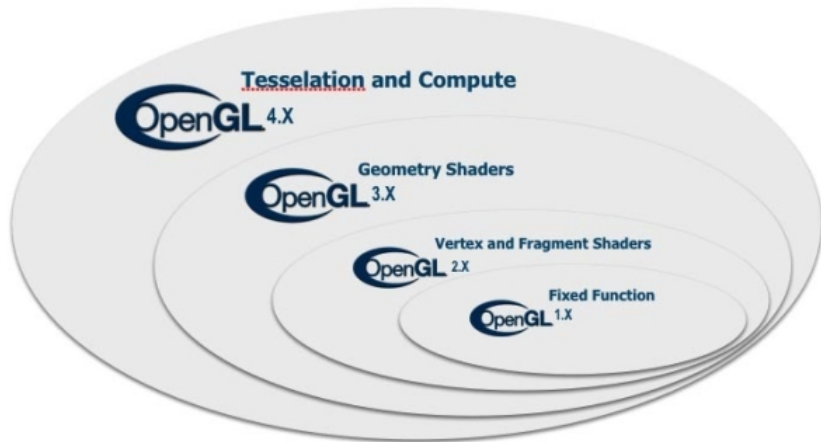 Tesselation and Compute
OpenGL 4.X
Geometry Shaders
OpenGL 3.X
Vertex and Fragment Shaders
OpenGL 2.X
Fixed Function
OpenGL 1.X